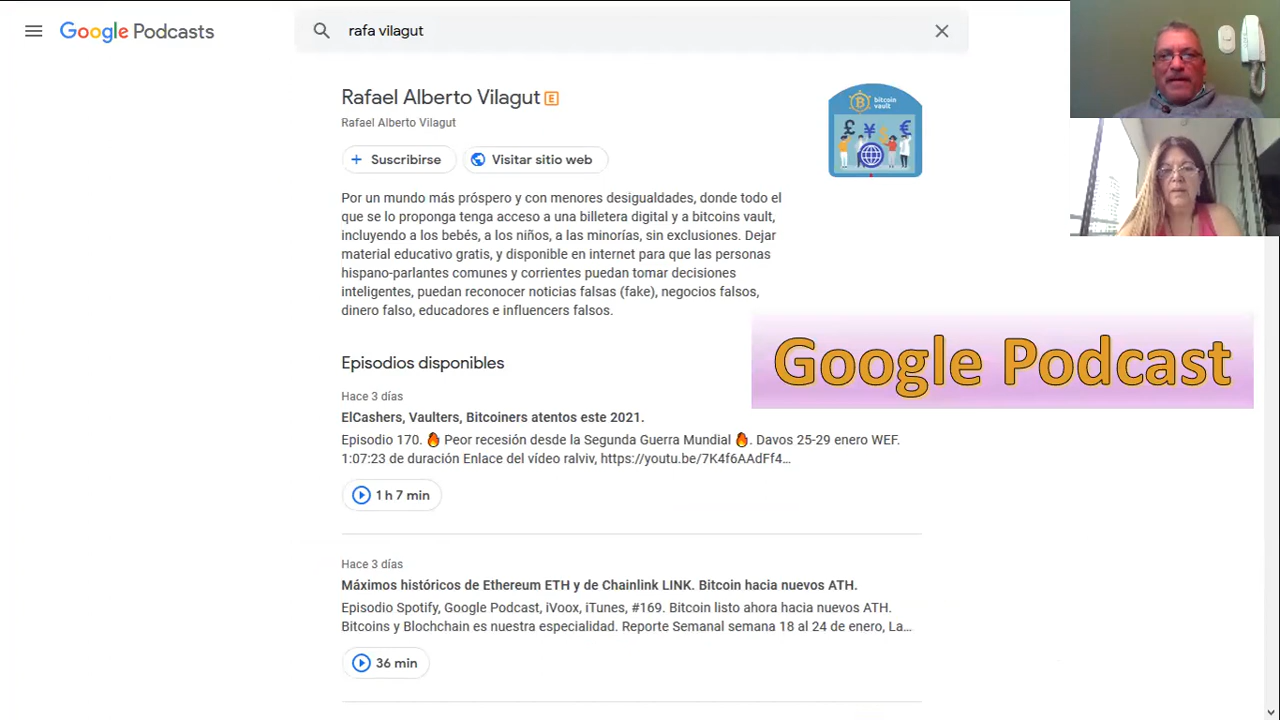 Google Podcasts
rafa vilagut
Rafael Alberto Vilagut E
Rafael Alberto Vilagut
+ Suscribirse
Visitar sitio web
bitcoin
vault
Por un mundo más próspero y con menores desigualdades, donde todo el
que se lo proponga tenga acceso a una billetera digital y a bitcoins vault,
incluyendo a los bebés, a los niños, a las minorías, sin exclusiones. Dejar
material educativo gratis, y disponible en internet para que las personas
hispano-parlantes comunes y corrientes puedan tomar decisiones
inteligentes, puedan reconocer noticias falsas (fake), negocios falsos,
dinero falso, educadores e influencers falsos.
Google Podcast
Episodios disponibles
Hace 3 días
ElCashers, Vaulters, Bitcoiners atentos este 2021.
Episodio 170. 🔥 Peor recesión desde la Segunda Guerra Mundial 🔥. Davos 25-29 enero WEF.
1:07:23 de duración Enlace del vídeo ralviv, https://youtu.be/7K4f6AAdFf4…
1 h 7 min
Hace 3 días
Máximos históricos de Ethereum ETH y de Chainlink LINK. Bitcoin hacia nuevos ATH.
Episodio Spotify, Google Podcast, iVoox, iTunes, #169. Bitcoin listo ahora hacia nuevos ATH.
Bitcoins y Blochchain es nuestra especialidad. Reporte Semanal semana 18 al 24 de enero, La…
36 min